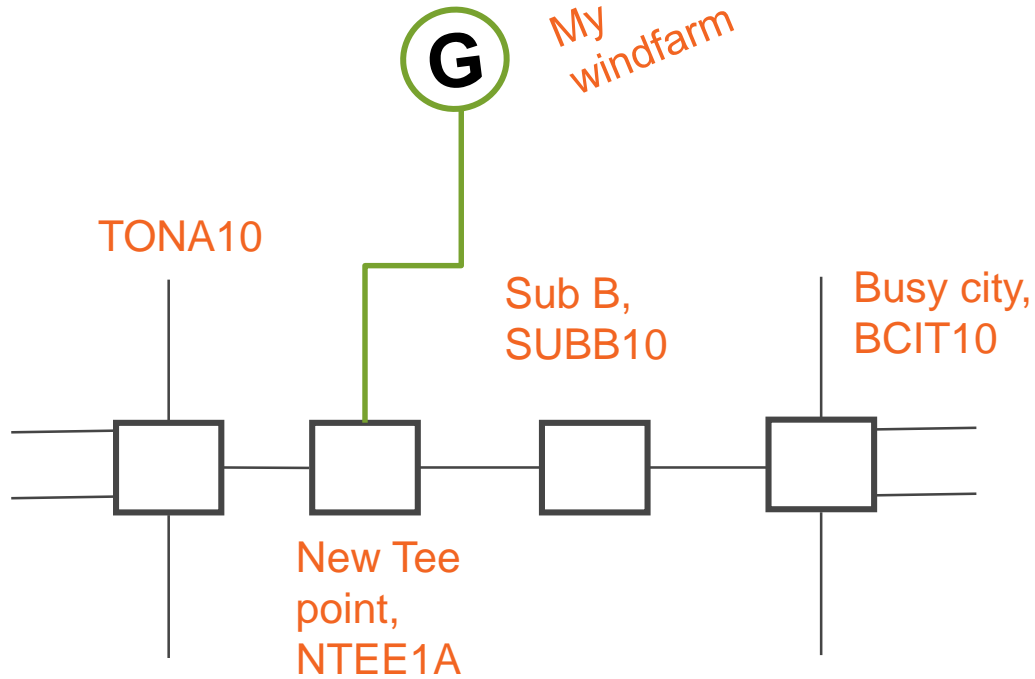 G
My
windfarm
TONA10
Sub B,
SUBB10
Busy city,
BCIT10
New Tee
point,
NTEE1A